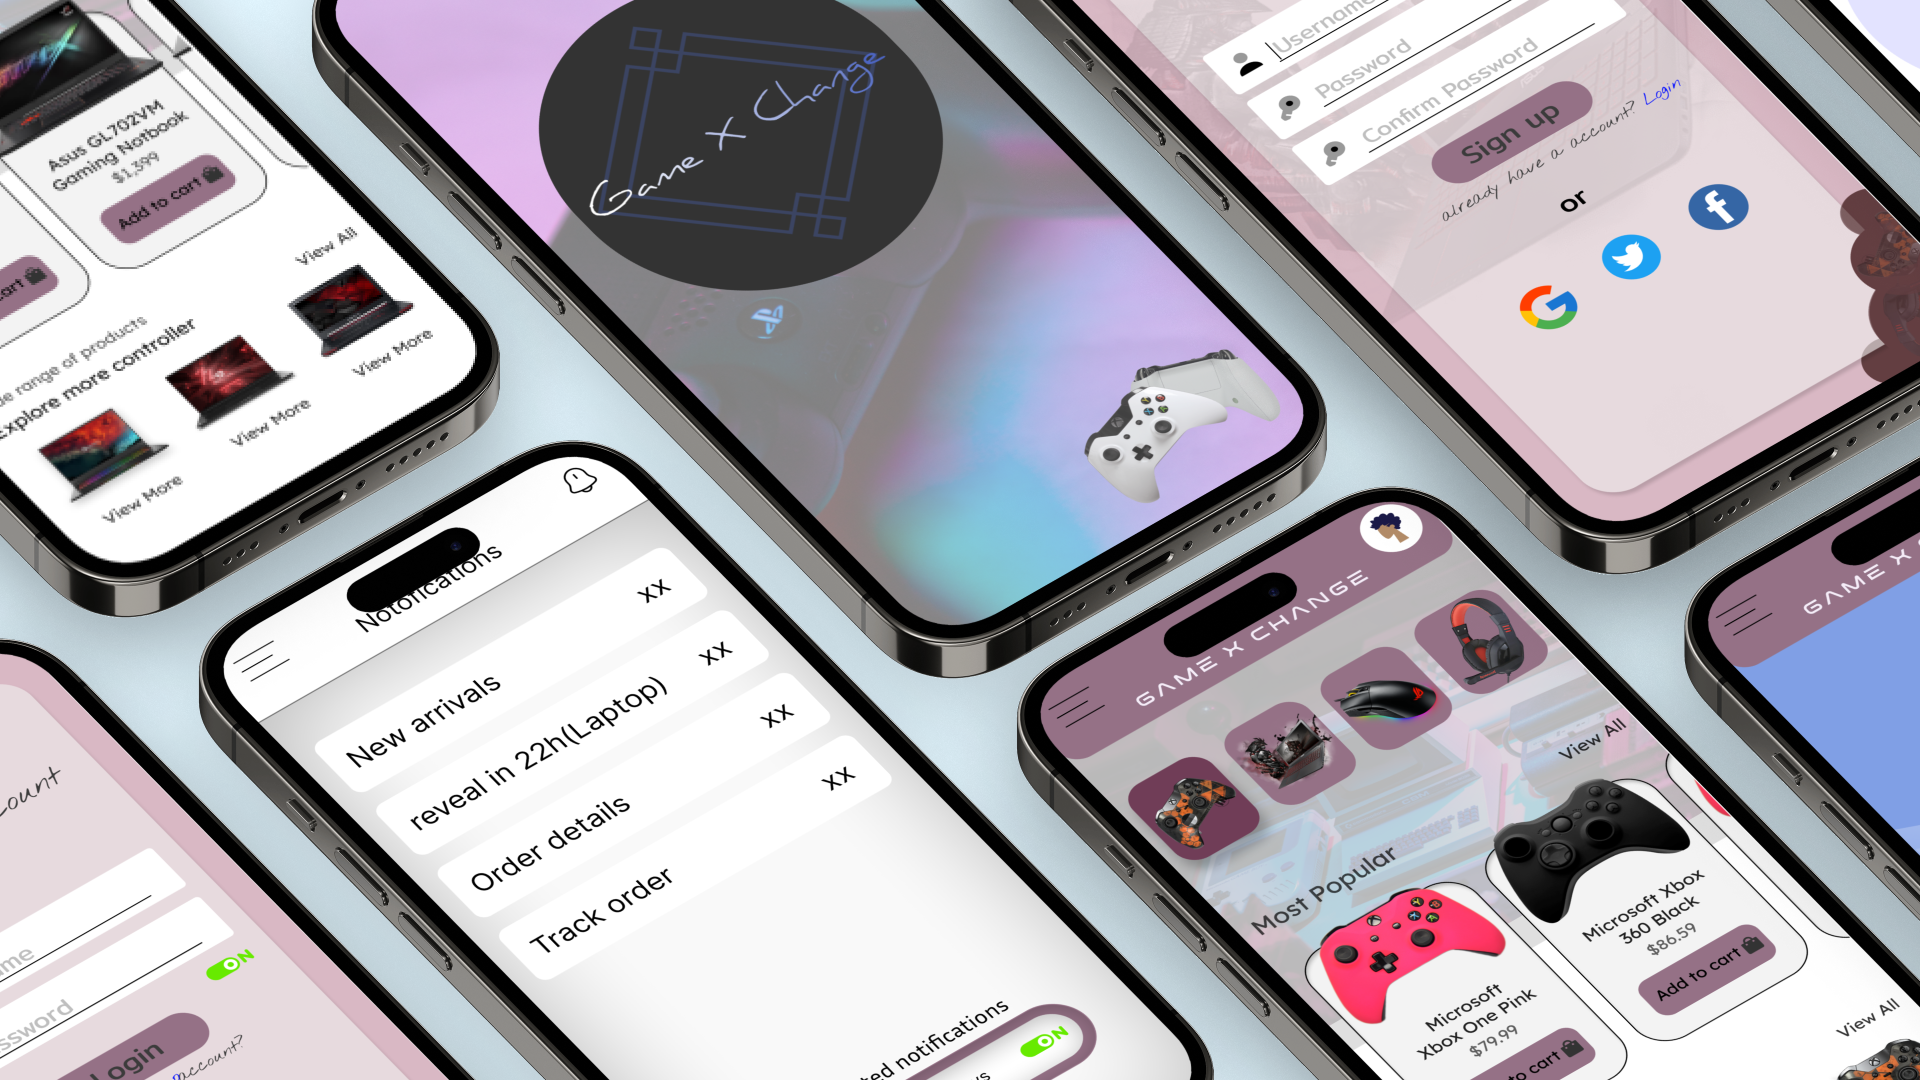 Asus GL702VM
Gaming Notbook
$1,399
Add to cart
cart
View All
de range of products
Explore more controller
View More
View More
View More
Game X Change
Username
Password
Confirm Password
Sign up
already have a account? Login
or
Notofications
New arrivals
XX
reveal in 22h(Laptop)
XX
Order details
XX
Track order
XX
ted notifications
ON
GAME X CHANGE
View All
Most Popular
Microsoft Xbox
360 Black
$86.59
Add to cart
Microsoft
Xbox One Pink
$79.99
to cart
View All
GAME X
ount
me
ssword
ON
Login
account?